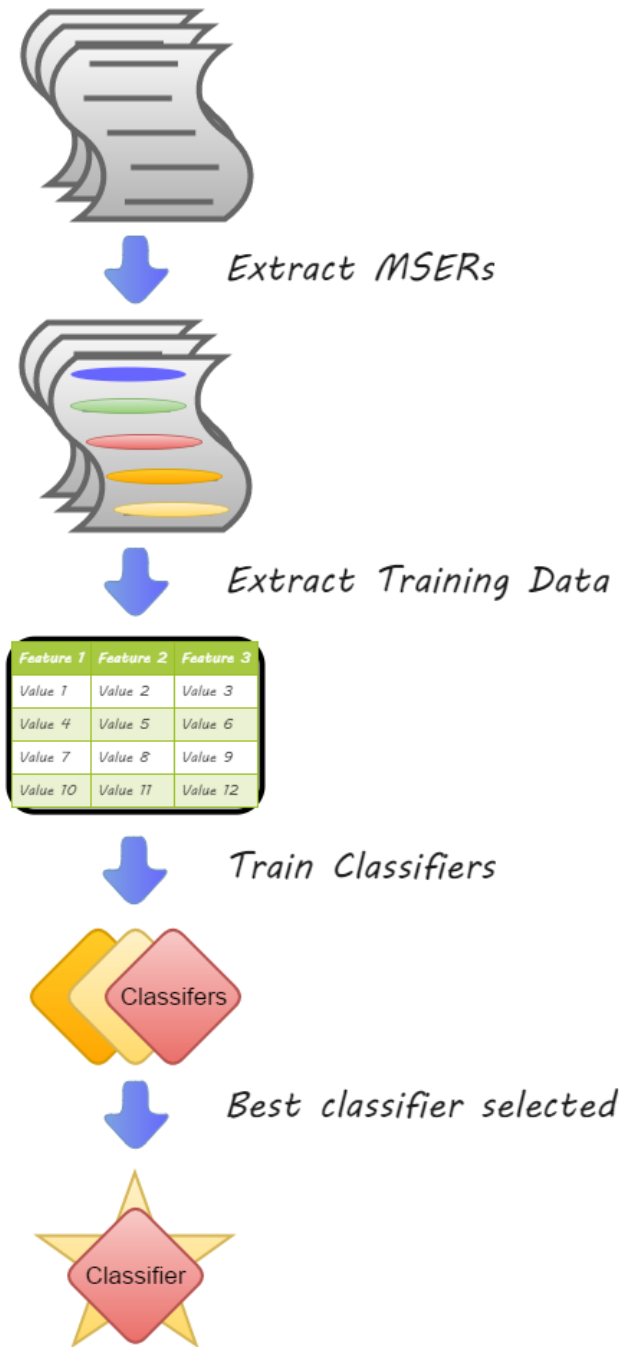 Extract MSERs
Extract Training Data
Feature 1 Feature 2 Feature 3
Value 1 Value 2 Value 3
Value 4 Value 5 Value 6
Value 7 Value 8 Value 9
Value 10 Value 11 Value 12
Train Classifiers
Classifers
Best classifier selected
Classifier